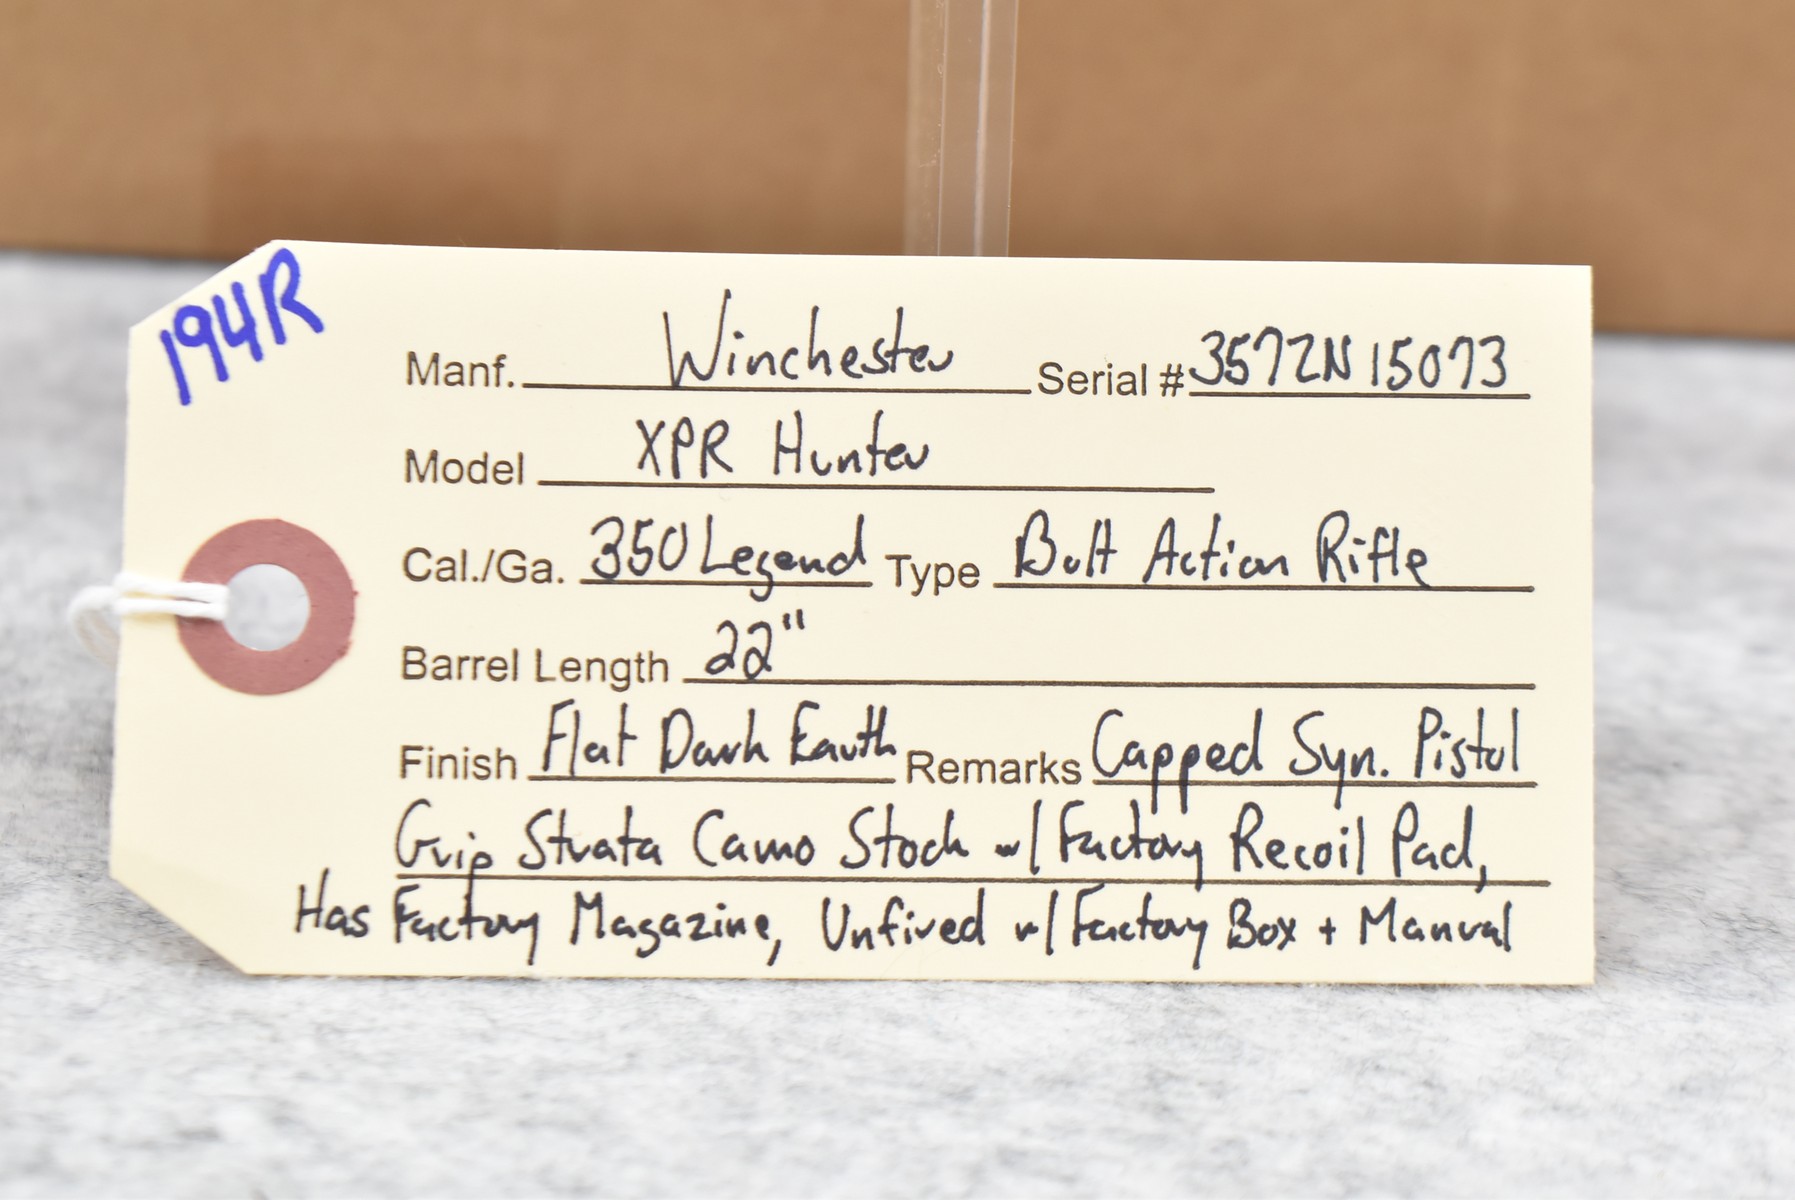 194R
Manf. Winchester Serial # 357ZN15073
Model XPR Hunter
Cal./Ga. 350 Legend Type Bolt Action Rifle
Barrel Length 22"
Finish Flat Dark Earth Remarks Capped Syn. Pistol
Grip Strata Camo Stock w/ Factory Recoil Pad,
Has Factory Magazine, Unfired w/ Factory Box + Manual